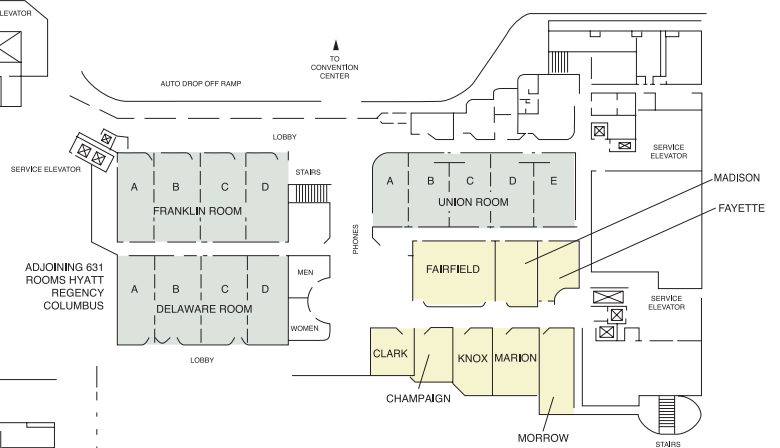 LEVATOR
TO
CONVENTION
CENTER
AUTO DROP OFF RAMP
LOBBY
SERVICE ELEVATOR
STAIRS
SERVICE
ELEVATOR
A B C D
FRANKLIN ROOM
A B C D E
UNION ROOM
MADISON
FAYETTE
PHONES
ADJOINING 631
ROOMS HYATT
REGENCY
COLUMBUS
MEN
FAIRFIELD
A B C D
DELAWARE ROOM
WOMEN
SERVICE
ELEVATOR
LOBBY
CLARK
KNOX
MARION
CHAMPAIGN
MORROW
STAIRS